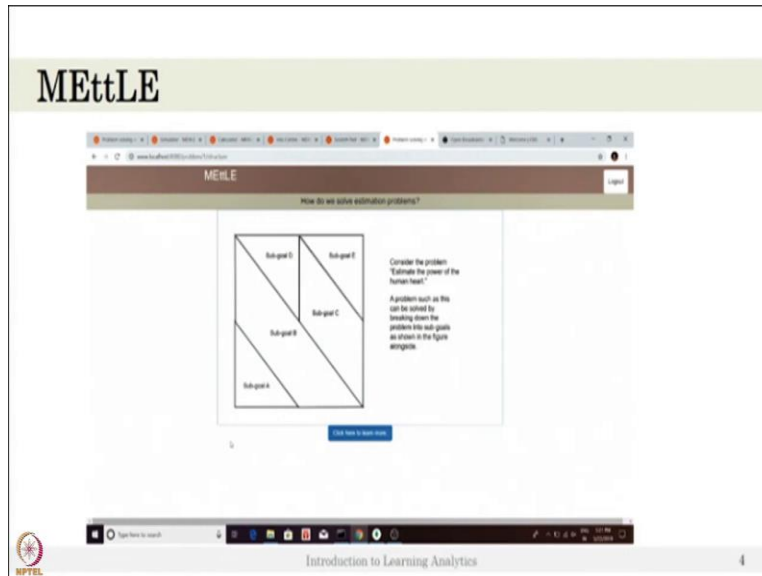 MEttLE
MEttLE
Logout
How do we solve estimation problems?
Sub-goal D
Sub-goal E
Sub-goal C
Sub-goal B
Sub-goal A
Consider the problem
"Estimate the power of the
human heart."
A problem such as this
can be solved by
breaking down the
problem into sub-goals
as shown in the figure
alongside.
Click here to learn more
Type here to search
NPTEL
Introduction to Learning Analytics
4